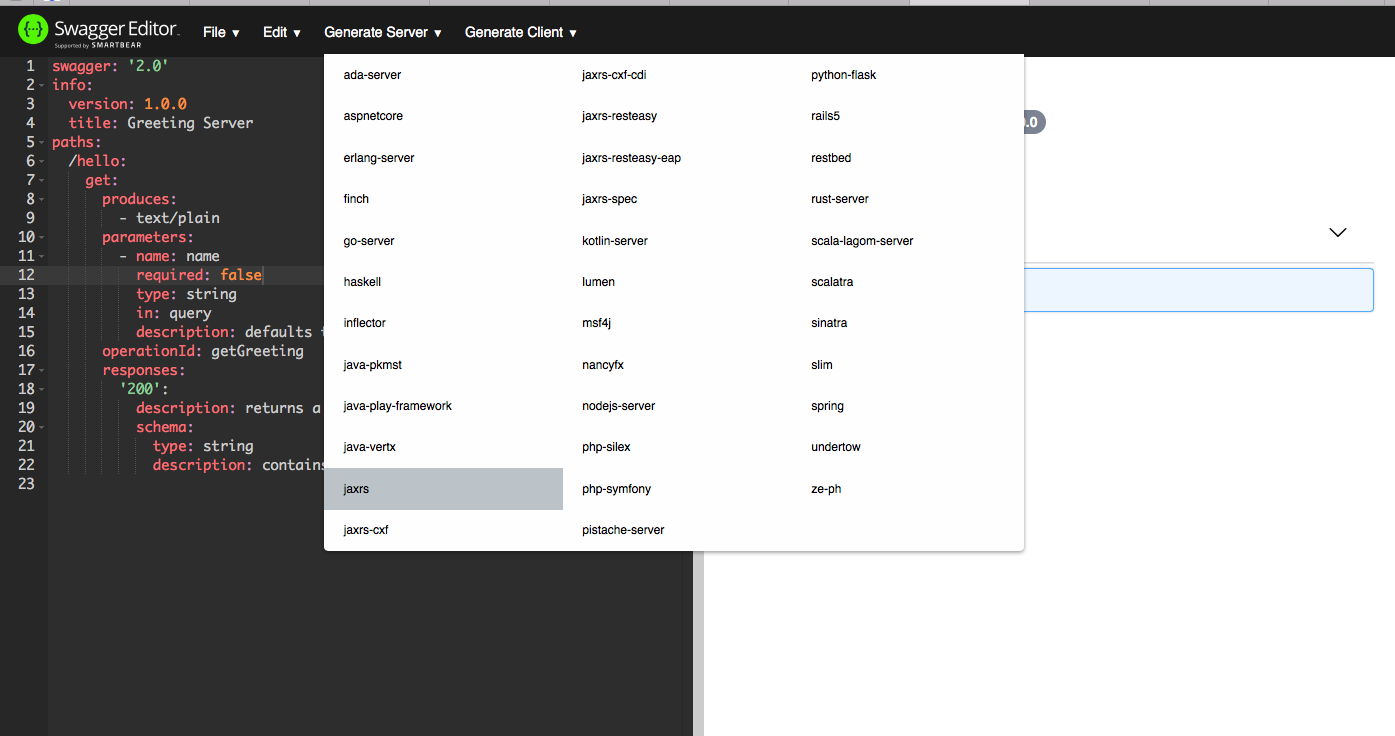 Swagger Editor.
Supported by SMARTBEAR
File ▾ Edit ▾ Generate Server ▾ Generate Client ▾
1 swagger: '2.0'
2 info:
3 version: 1.0.0
4 title: Greeting Server
5 paths:
6 /hello:
7 get:
8 produces:
9 - text/plain
10 parameters:
11 - name: name
12 required: false
13 type: string
14 in: query
15 description: defaults
16 operationId: getGreeting
17 responses:
18 '200':
19 description: returns a
20 schema:
21 type: string
22 description: contains
23
ada-server
aspnetcore
erlang-server
finch
go-server
haskell
inflector
java-pkmst
java-play-framework
java-vertx
jaxrs
jaxrs-cxf
jaxrs-cxf-cdi
jaxrs-resteasy
jaxrs-resteasy-eap
jaxrs-spec
kotlin-server
lumen
msf4j
nancyfx
nodejs-server
php-silex
php-symfony
pistache-server
python-flask
rails5
restbed
rust-server
scala-lagom-server
scalatra
sinatra
slim
spring
undertow
ze-ph
.0